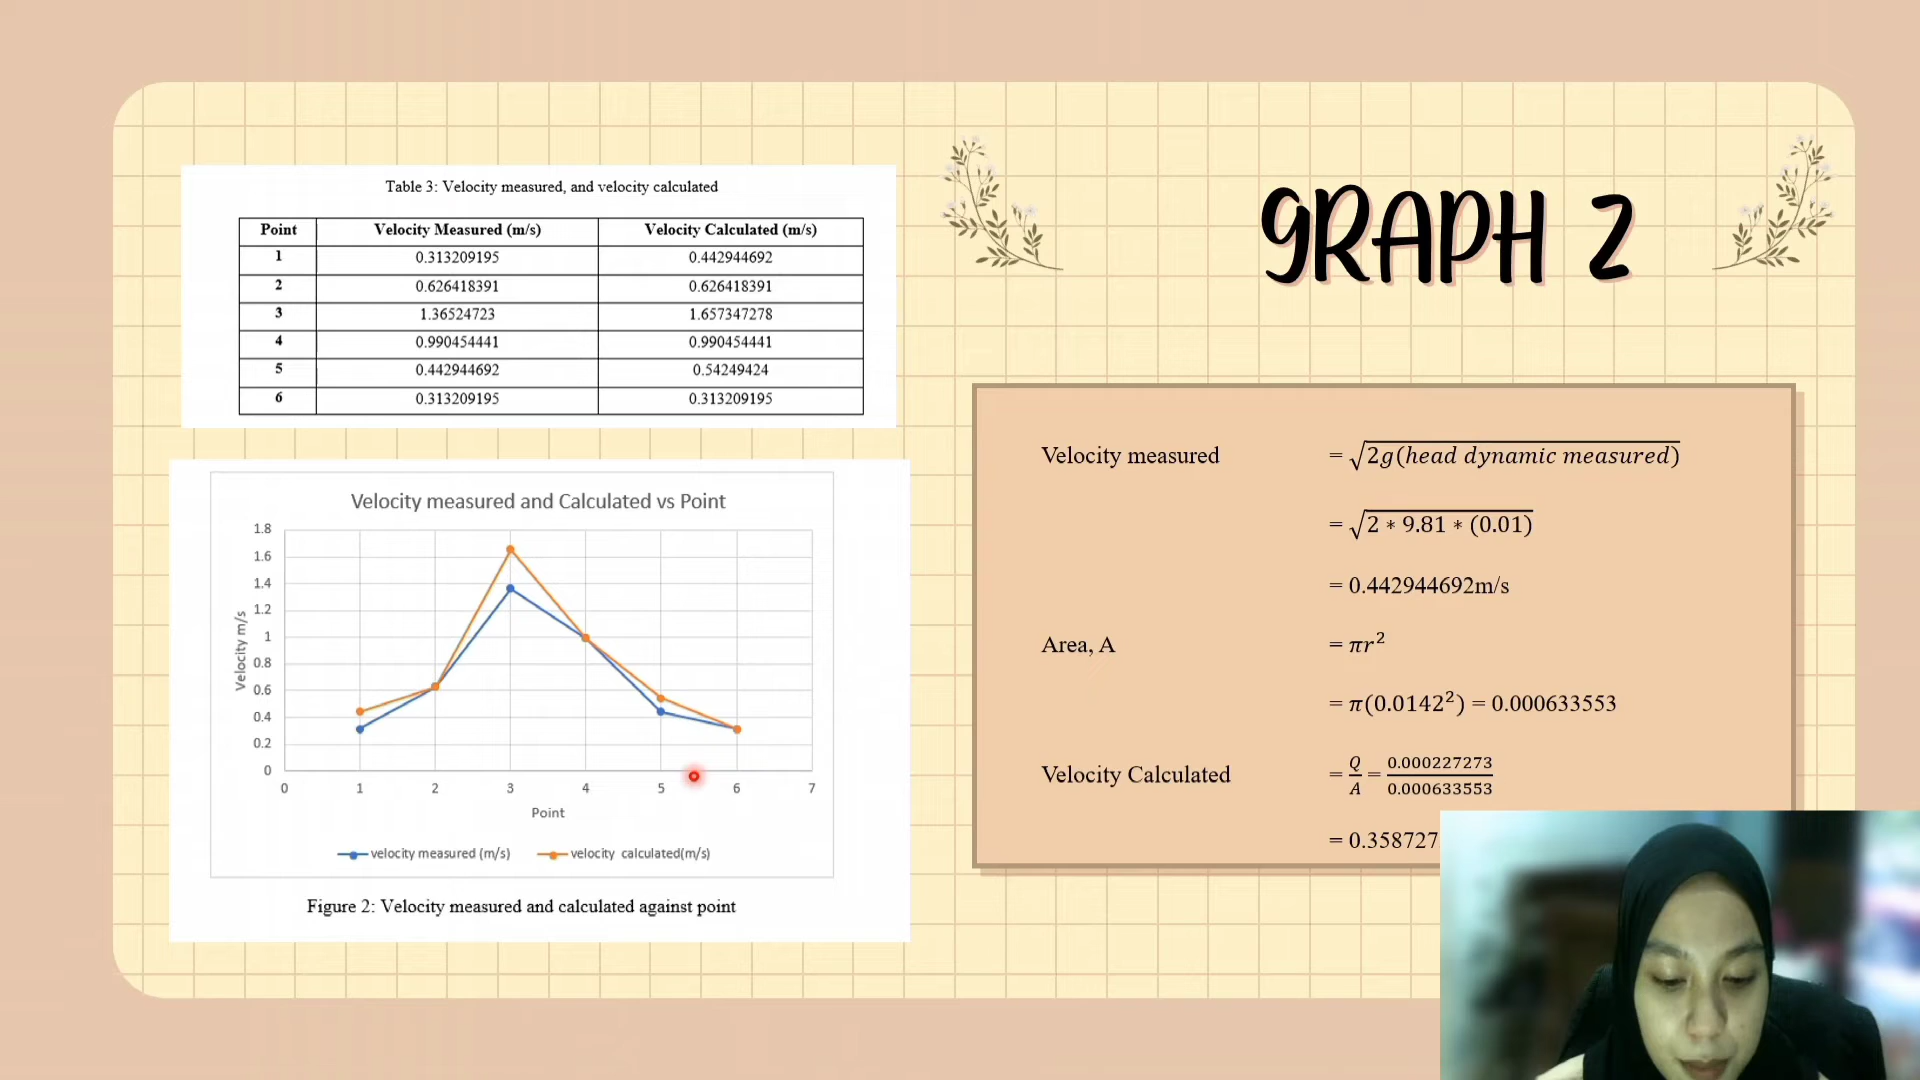 Table 3: Velocity measured, and velocity calculated
Point Velocity Measured (m/s) Velocity Calculated (m/s)
1 0.313209195 0.442944692
2 0.626418391 0.626418391
3 1.36524723 1.657347278
4 0.990454441 0.990454441
5 0.442944692 0.54249424
6 0.313209195 0.313209195
Velocity measured and Calculated vs Point
1.8
1.6
1.4
1.2
1
0.8
0.6
0.4
0.2
0
Velocity m/s
0 1 2 3 4 5 6 7
Point
velocity measured (m/s) velocity calculated(m/s)
Figure 2: Velocity measured and calculated against point
GRAPH 2
Velocity measured = √2g(head dynamic measured)
= √2 * 9.81 * (0.01)
= 0.442944692m/s
Area, A = πr²
= π(0.0142²) = 0.000633553
Velocity Calculated = Q/A = 0.000227273/0.000633553
= 0.358727